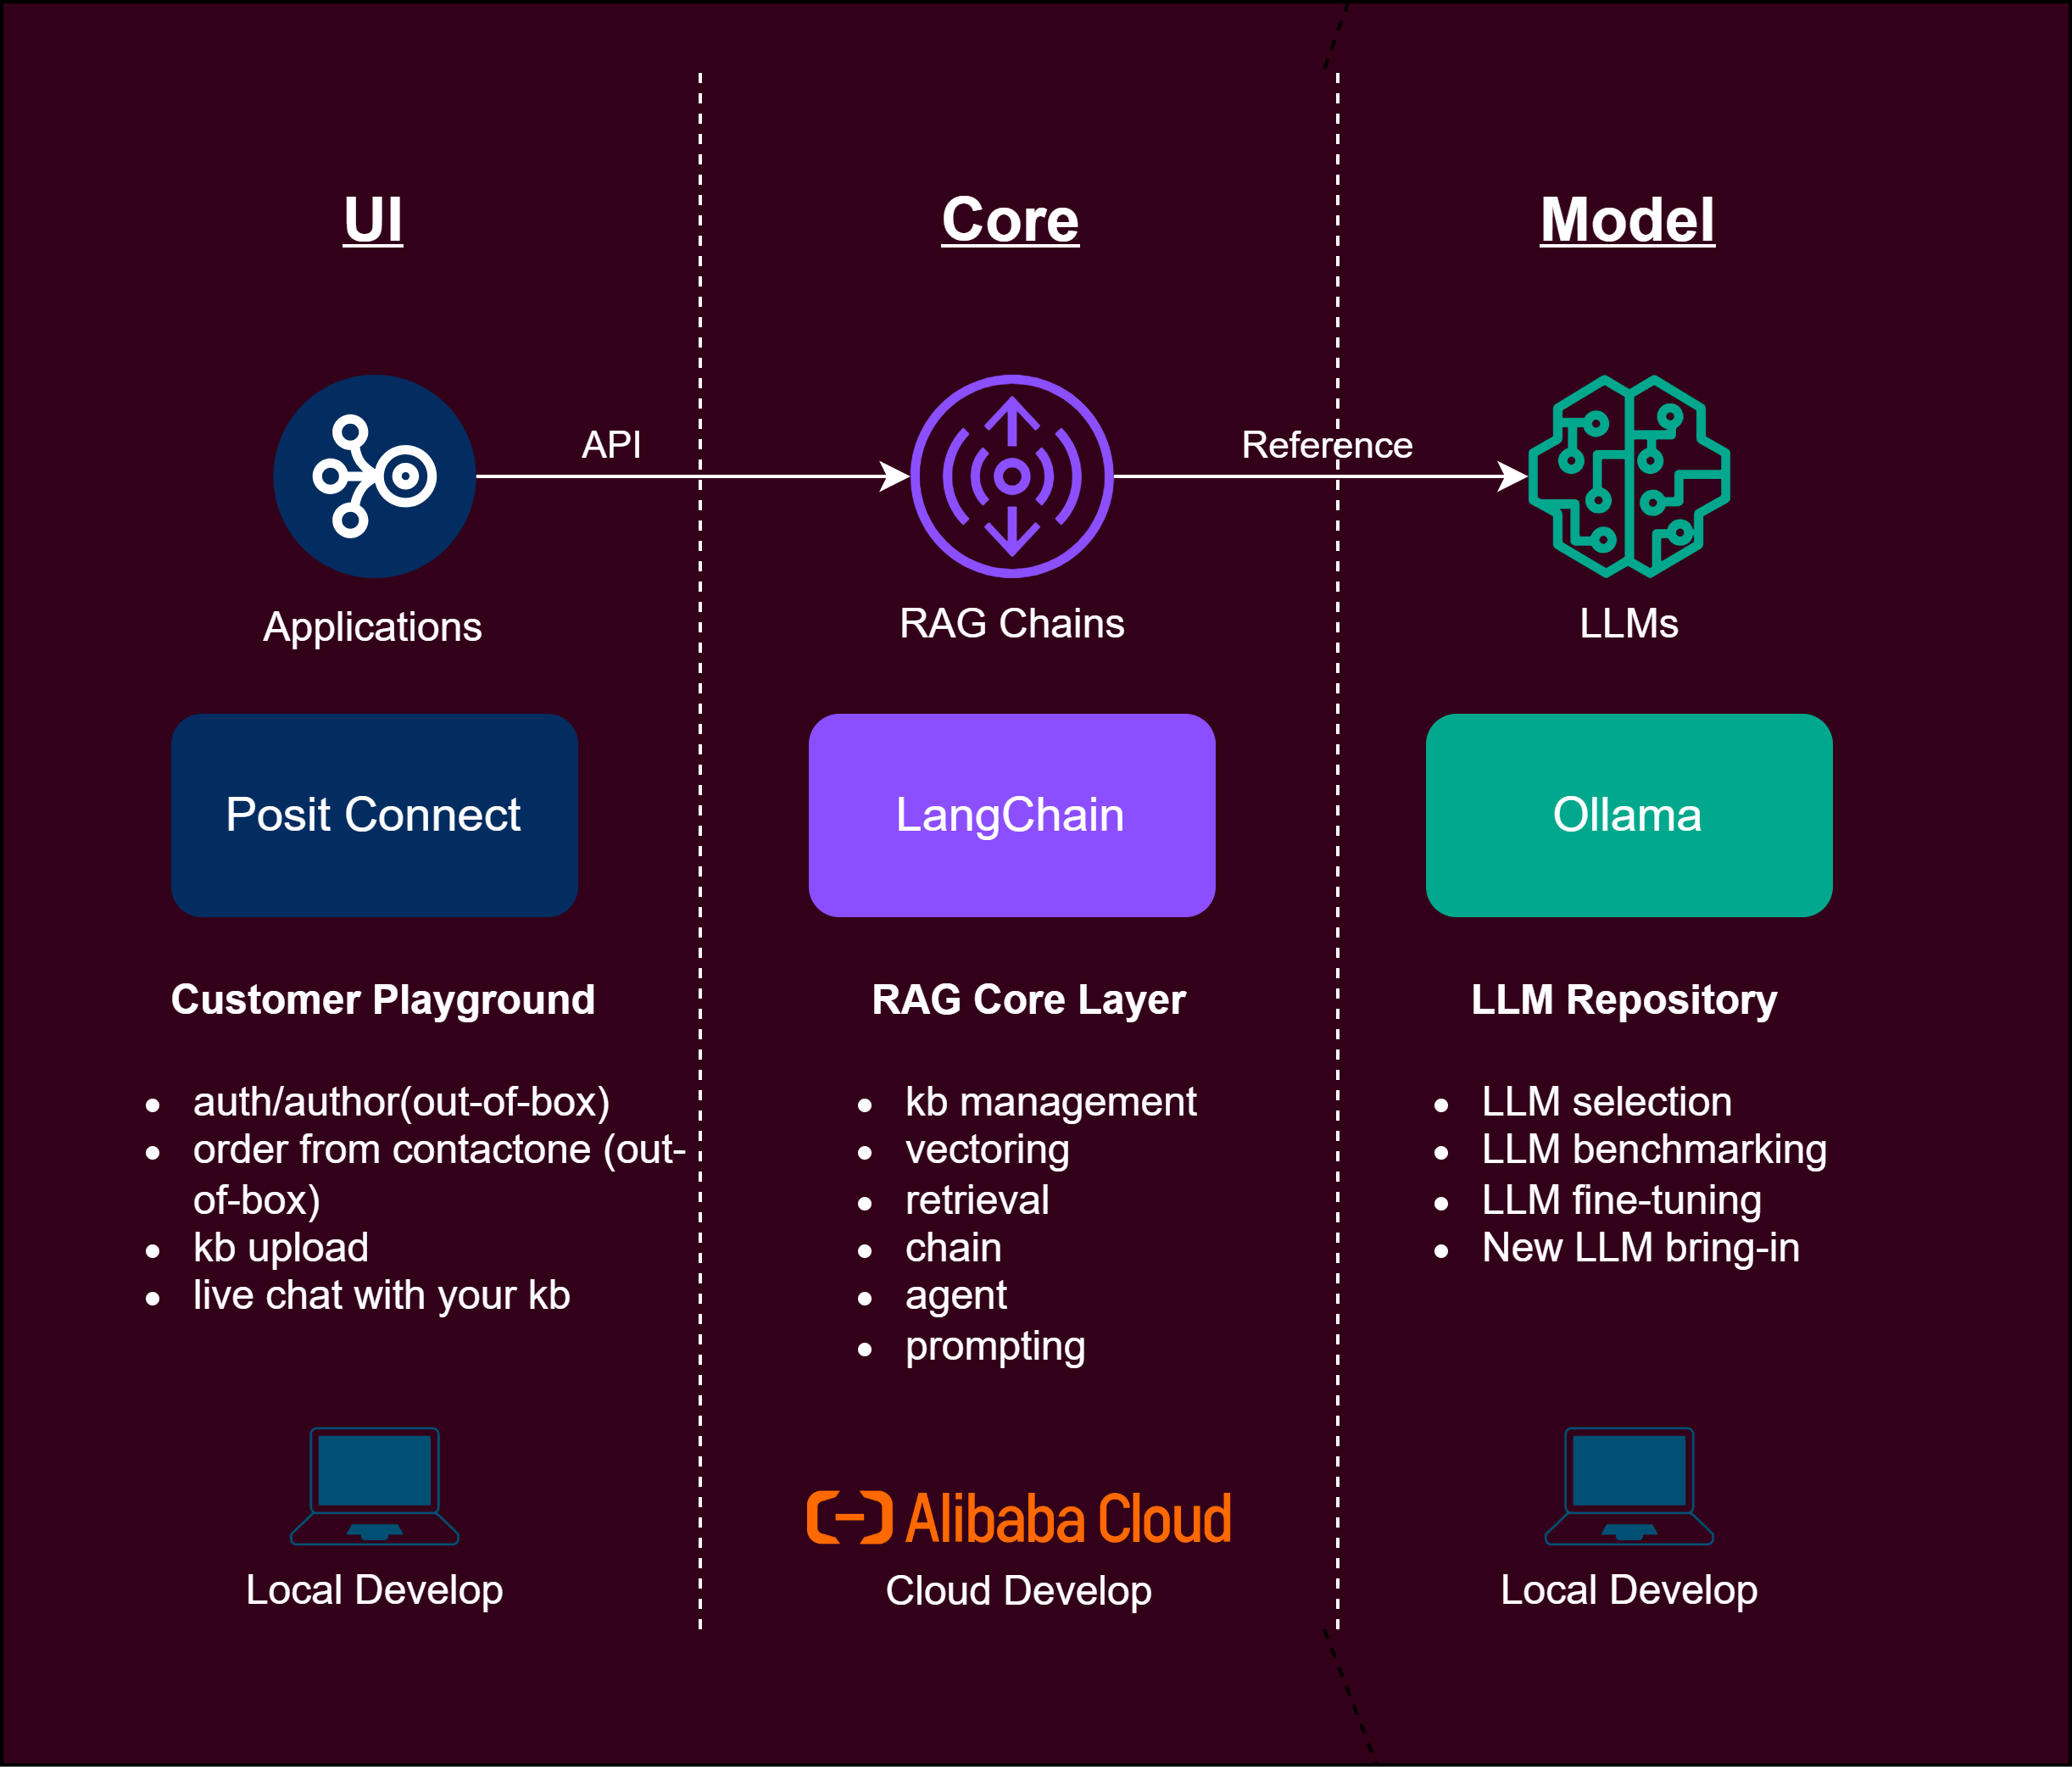 UI
Core
Model
API
Reference
Applications
RAG Chains
LLMs
Posit Connect
LangChain
Ollama
Customer Playground
auth/author(out-of-box)
order from contactone (out-
of-box)
kb upload
live chat with your kb
RAG Core Layer
kb management
vectoring
retrieval
chain
agent
prompting
LLM Repository
LLM selection
LLM benchmarking
LLM fine-tuning
New LLM bring-in
Local Develop
Alibaba Cloud
Cloud Develop
Local Develop